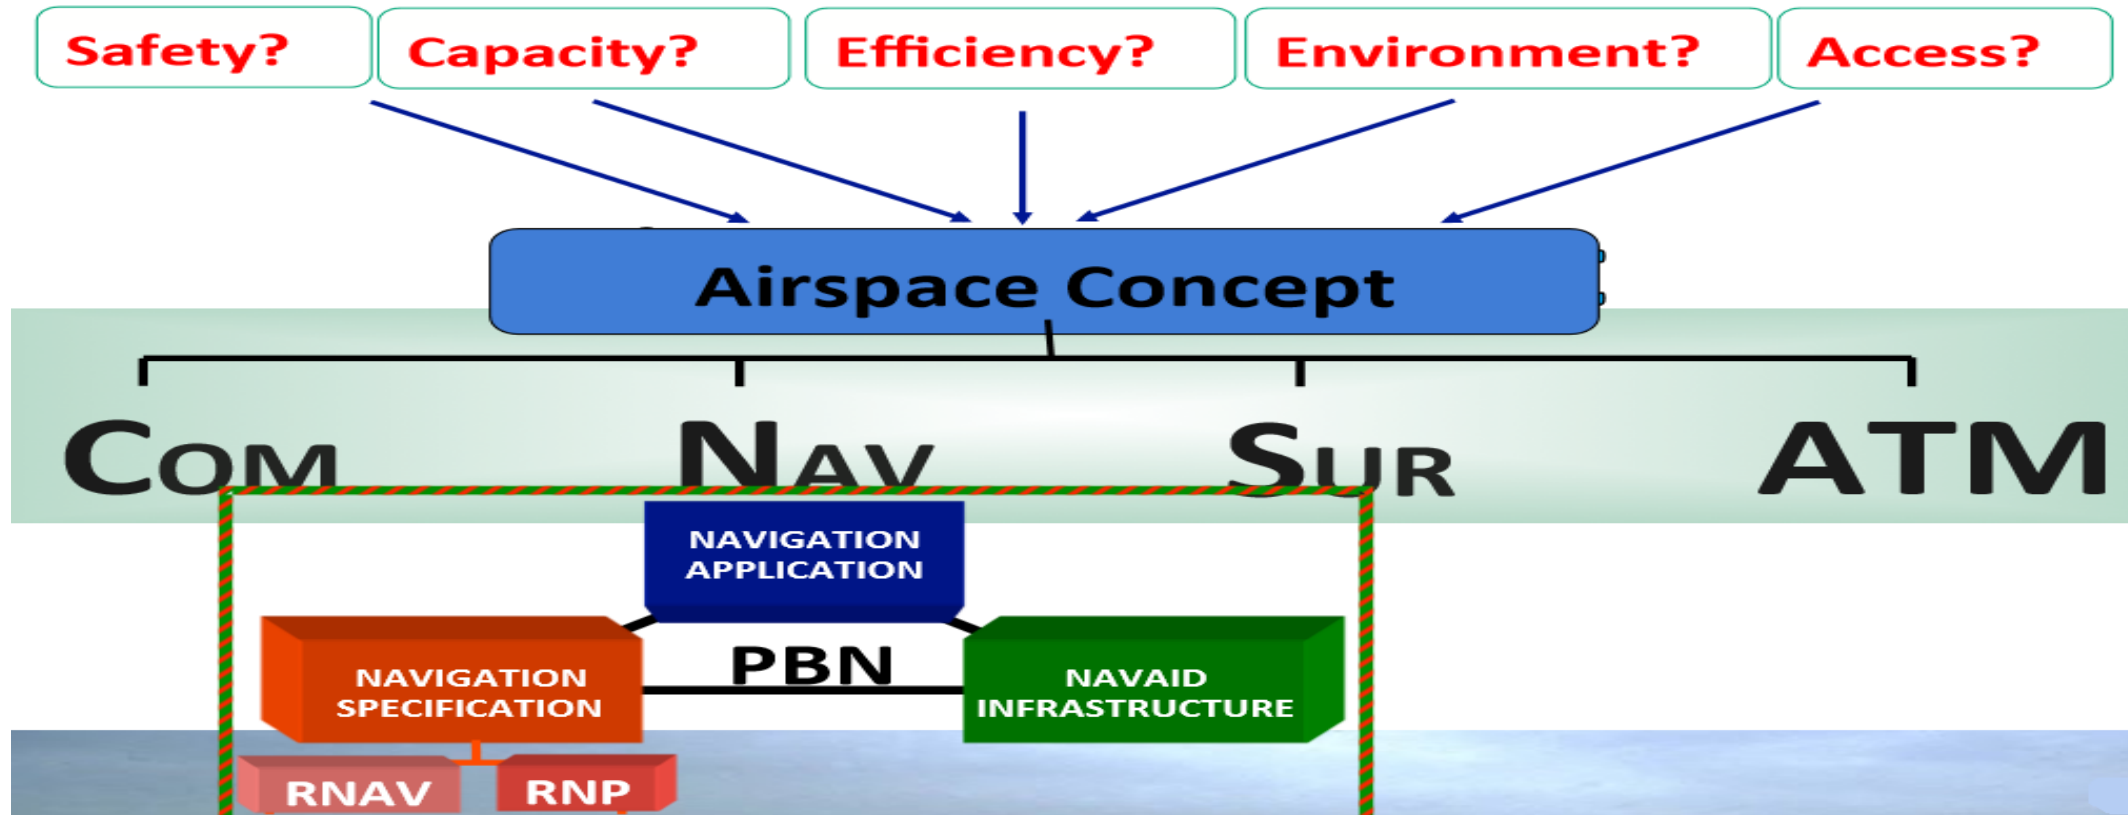 Safety? Capacity? Efficiency? Environment? Access?
Airspace Concept
COM NAV SUR ATM
NAVIGATION
APPLICATION
PBN
NAVIGATION
SPECIFICATION
NAVAID
INFRASTRUCTURE
RNAV RNP